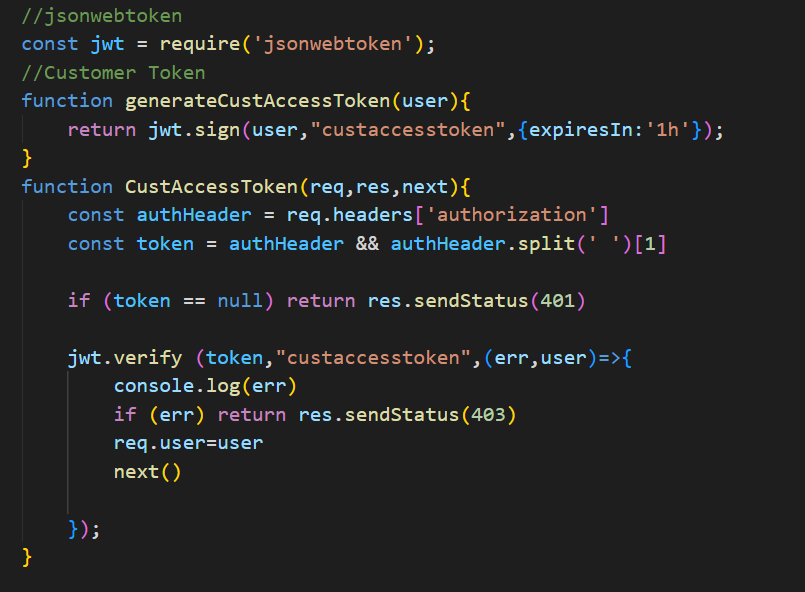 //jsonwebtoken
const jwt = require('jsonwebtoken');
//Customer Token
function generateCustAccessToken(user){
    return jwt.sign(user,"custaccesstoken",{expiresIn:'1h'});
}
function CustAccessToken(req,res,next){
    const authHeader = req.headers['authorization']
    const token = authHeader && authHeader.split(' ')[1]
    if (token == null) return res.sendStatus(401)
    jwt.verify (token,"custaccesstoken",(err,user)=>{
        console.log(err)
        if (err) return res.sendStatus(403)
        req.user=user
        next()
    });
}